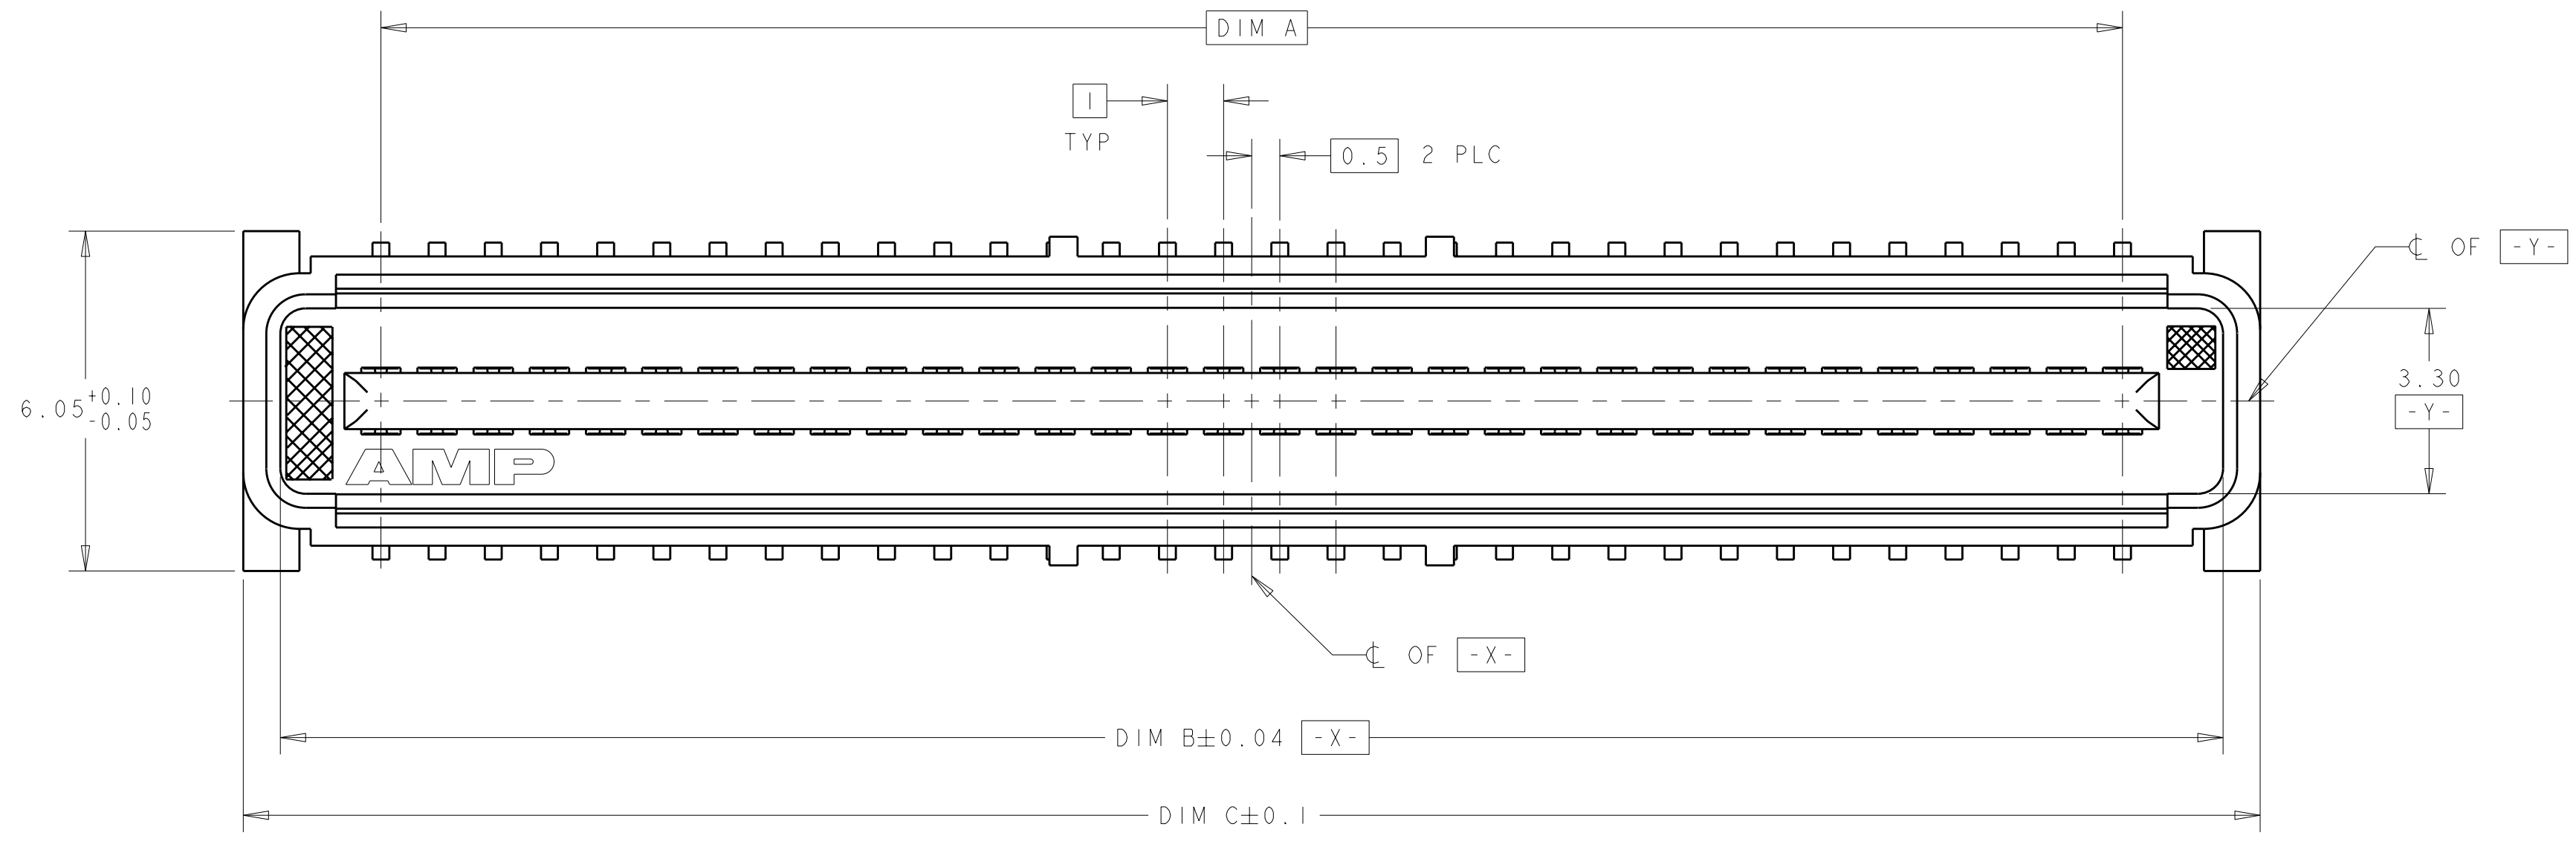 DIM A
1
TYP
0.5 2 PLC
℄ OF -Y-
6.05 +0.10
-0.05
3.30
-Y-
AMP
℄ OF -X-
DIM B±0.04 -X-
DIM C±0.1